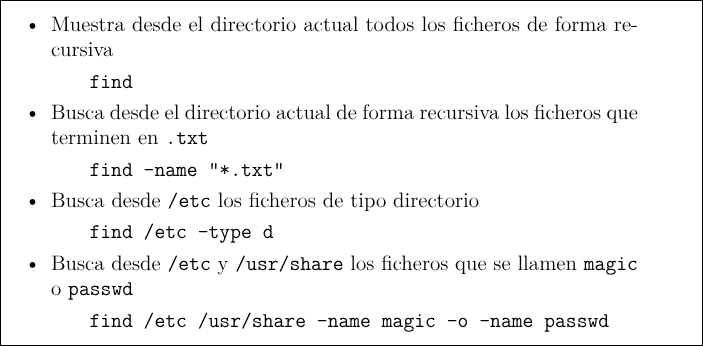 • Muestra desde el directorio actual todos los ficheros de forma re-
cursiva
find
• Busca desde el directorio actual de forma recursiva los ficheros que
terminen en .txt
find -name "*.txt"
• Busca desde /etc los ficheros de tipo directorio
find /etc -type d
• Busca desde /etc y /usr/share los ficheros que se llamen magic
o passwd
find /etc /usr/share -name magic -o -name passwd